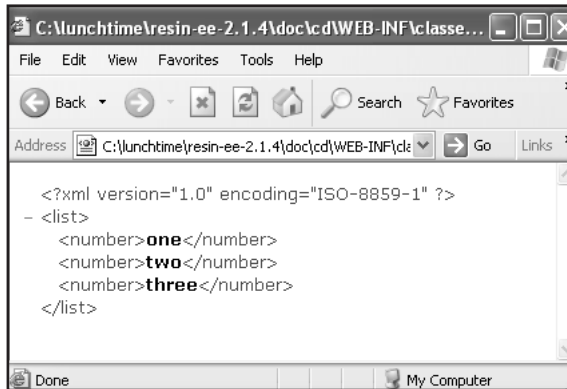 C:\lunchtime\resin-ee-2.1.4\doc\cd\WEB-INF\classe...
File Edit View Favorites Tools Help
Back Search Favorites
Address C:\lunchtime\resin-ee-2.1.4\doc\cd\WEB-INF\cla Go Links
<?xml version="1.0" encoding="ISO-8859-1" ?>
– <list>
<number>one</number>
<number>two</number>
<number>three</number>
</list>
Done My Computer